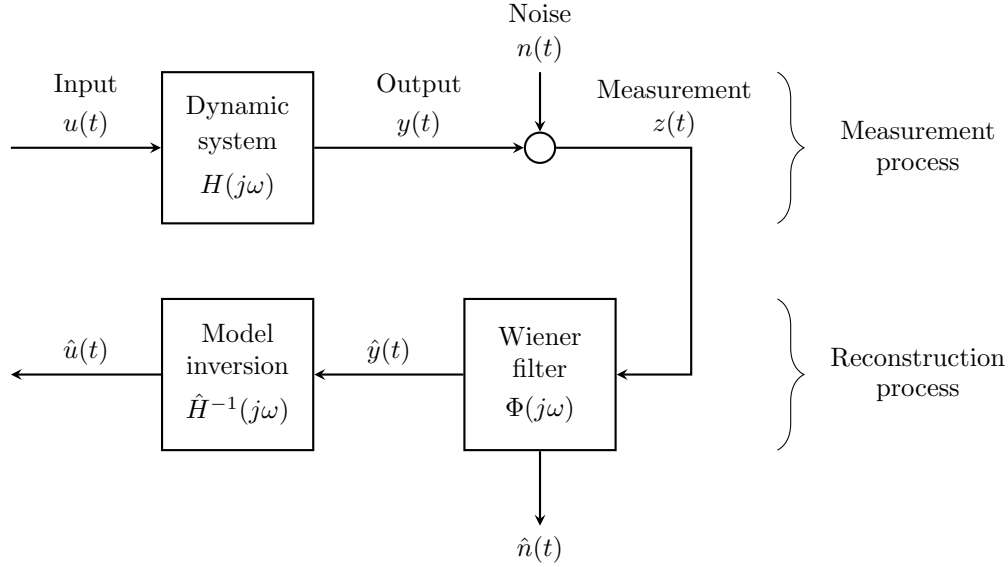 Noise
n(t)
Input
u(t)
Dynamic
system
H(jω)
Output
y(t)
Measurement
z(t)
Measurement
process
û(t)
Model
inversion
Ĥ⁻¹(jω)
ŷ(t)
Wiener
filter
Φ(jω)
Reconstruction
process
n̂(t)